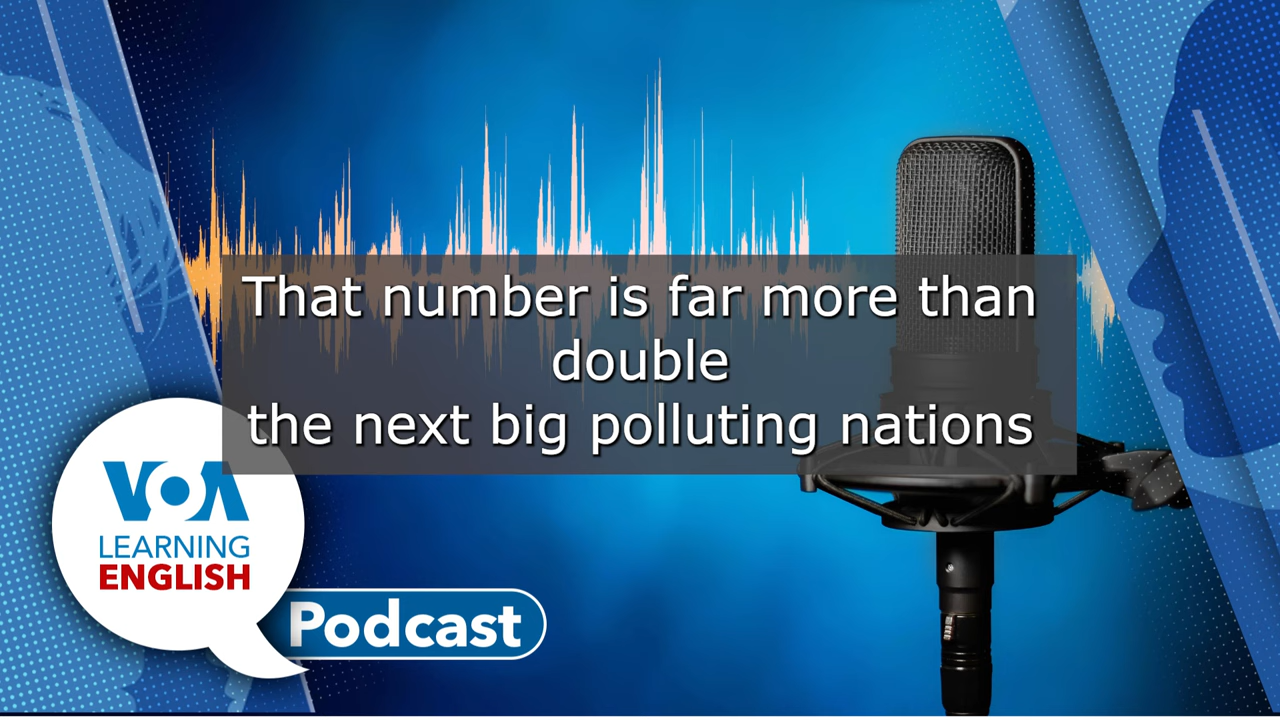 That number is far more than
double
the next big polluting nations
VOA
LEARNING
ENGLISH
Podcast